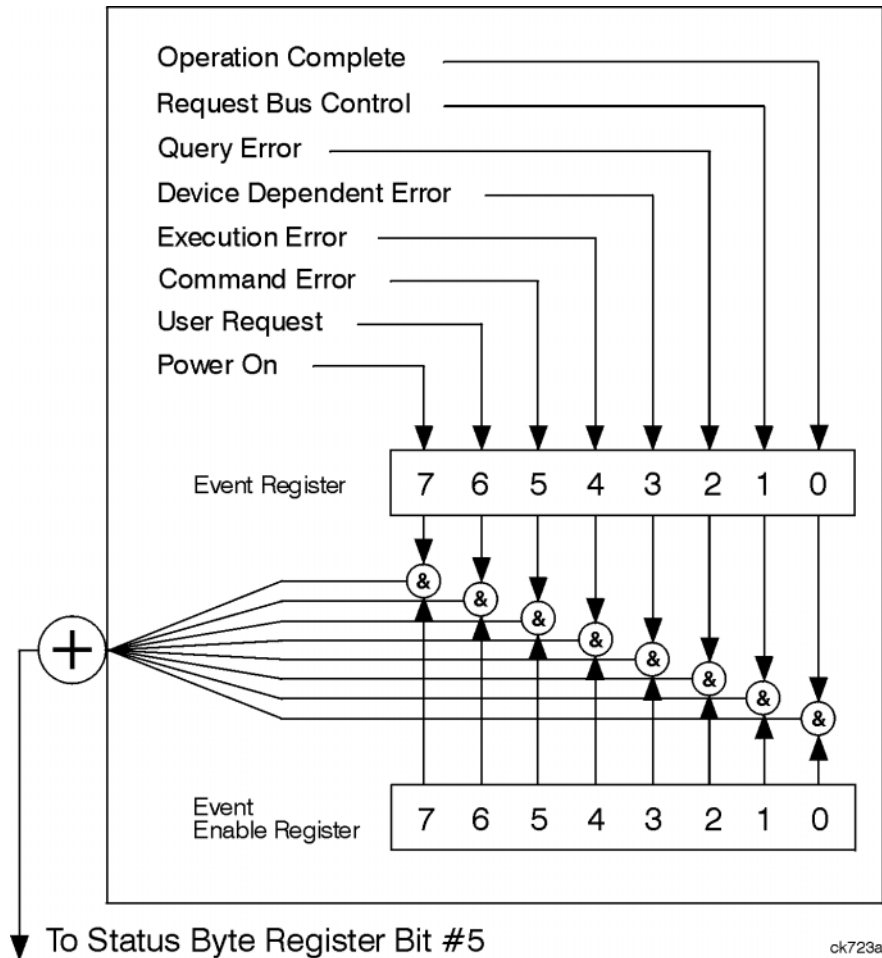 Operation Complete
Request Bus Control
Query Error
Device Dependent Error
Execution Error
Command Error
User Request
Power On
Event Register 7 6 5 4 3 2 1 0
&
&
&
&
&
&
&
&
+
Event
Enable Register 7 6 5 4 3 2 1 0
To Status Byte Register Bit #5
ck723a